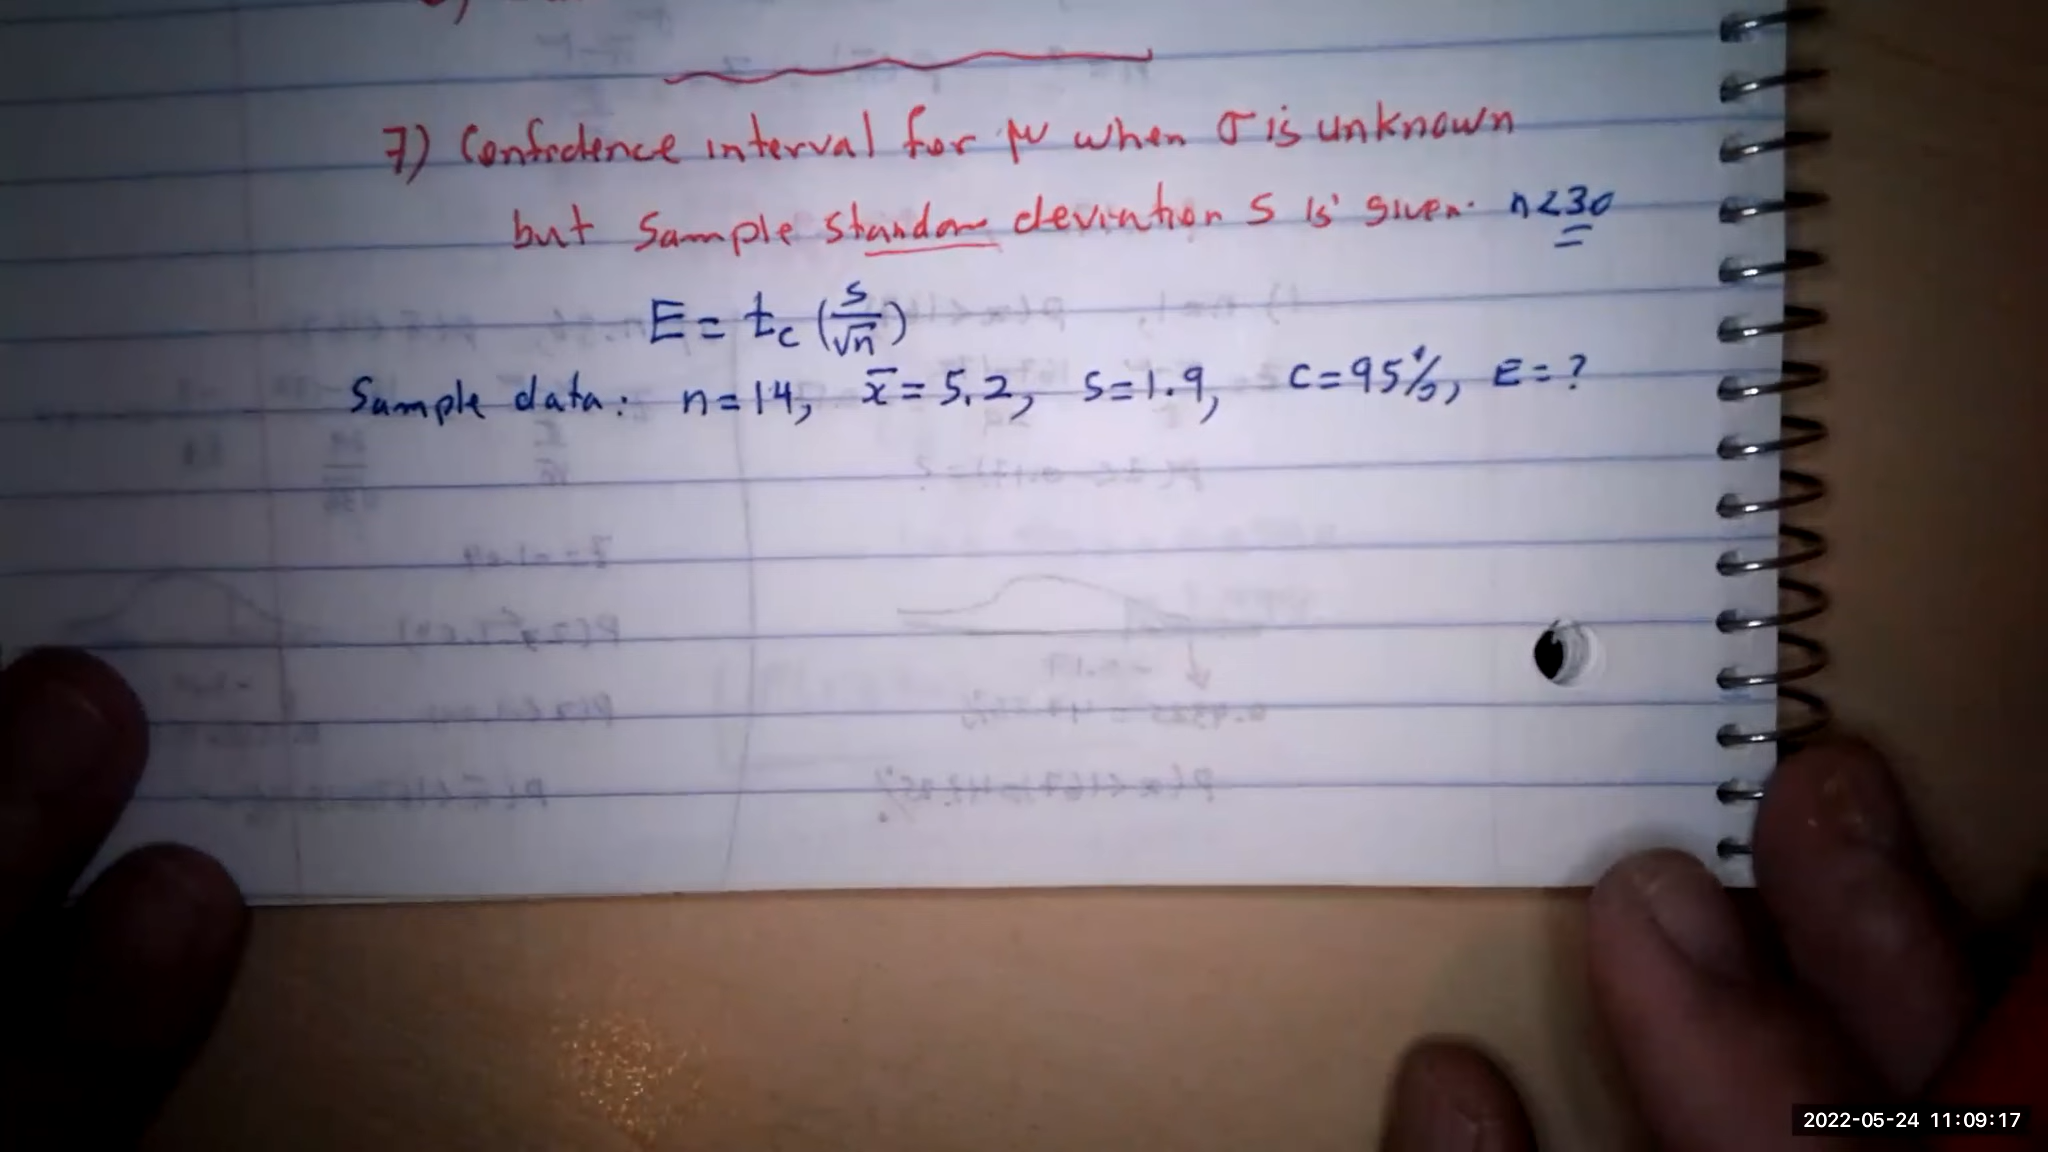 7) Confidence interval for μ when σ is unknown
but Sample standar deviation s is given. n<30
E = tc (s/√n)
Sample data: n=14, x̄=5.2, s=1.9, c=95%, E=?
2022-05-24 11:09:17